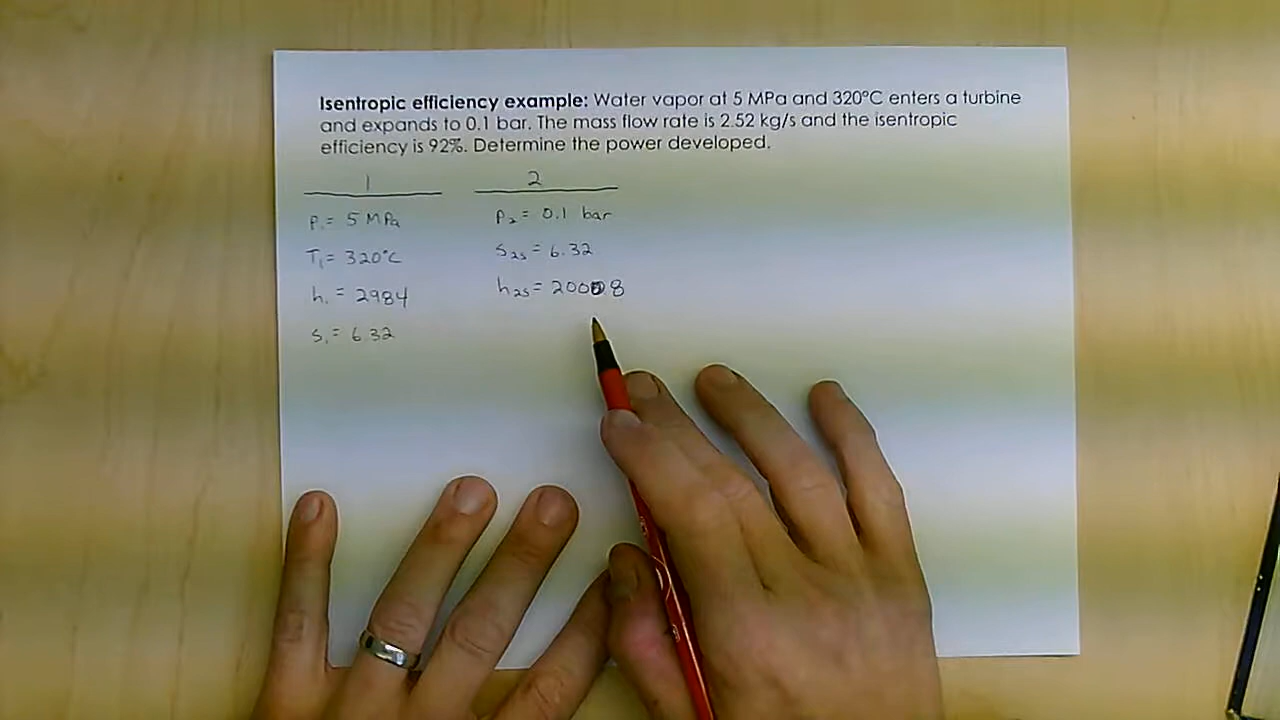 Isentropic efficiency example: Water vapor at 5 MPa and 320°C enters a turbine
and expands to 0.1 bar. The mass flow rate is 2.52 kg/s and the isentropic
efficiency is 92%. Determine the power developed.
1
P₁ = 5 MPa
T₁ = 320°C
h₁ = 2984
s₁ = 6.32
2
P₂ = 0.1 bar
s₂s = 6.32
h₂s = 2008